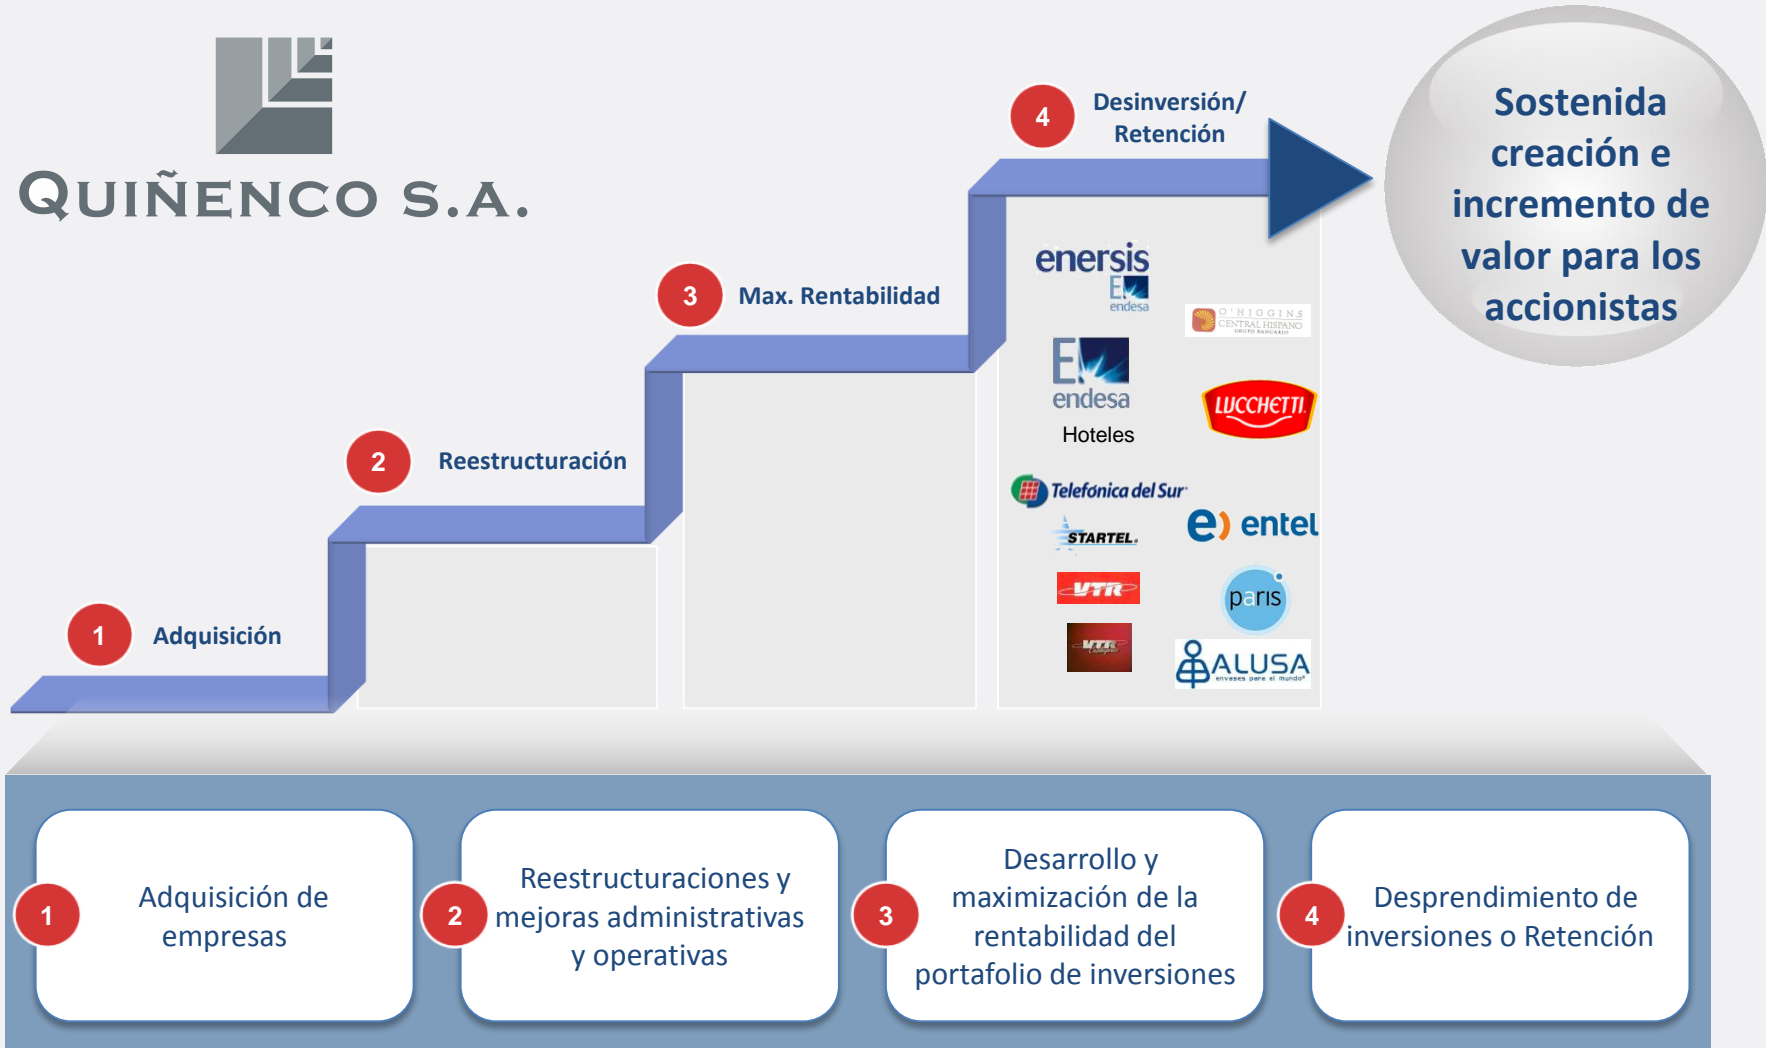 QUIÑENCO S.A.
4
Desinversión/
Retención
Sostenida
creación e
incremento de
valor para los
accionistas
3
Max. Rentabilidad
enersis
endesa
O'HIGGINS
CENTRAL HISPANO
GRUPO BANCARIO
endesa
Hoteles
LUCCHETTI
2
Reestructuración
Telefónica del Sur
STARTEL.
entel
VTR
paris
1
Adquisición
VTR
ALUSA
envases para el mundo®
1
Adquisición de
empresas
2
Reestructuraciones y
mejoras administrativas
y operativas
3
Desarrollo y
maximización de la
rentabilidad del
portafolio de inversiones
4
Desprendimiento de
inversiones o Retención